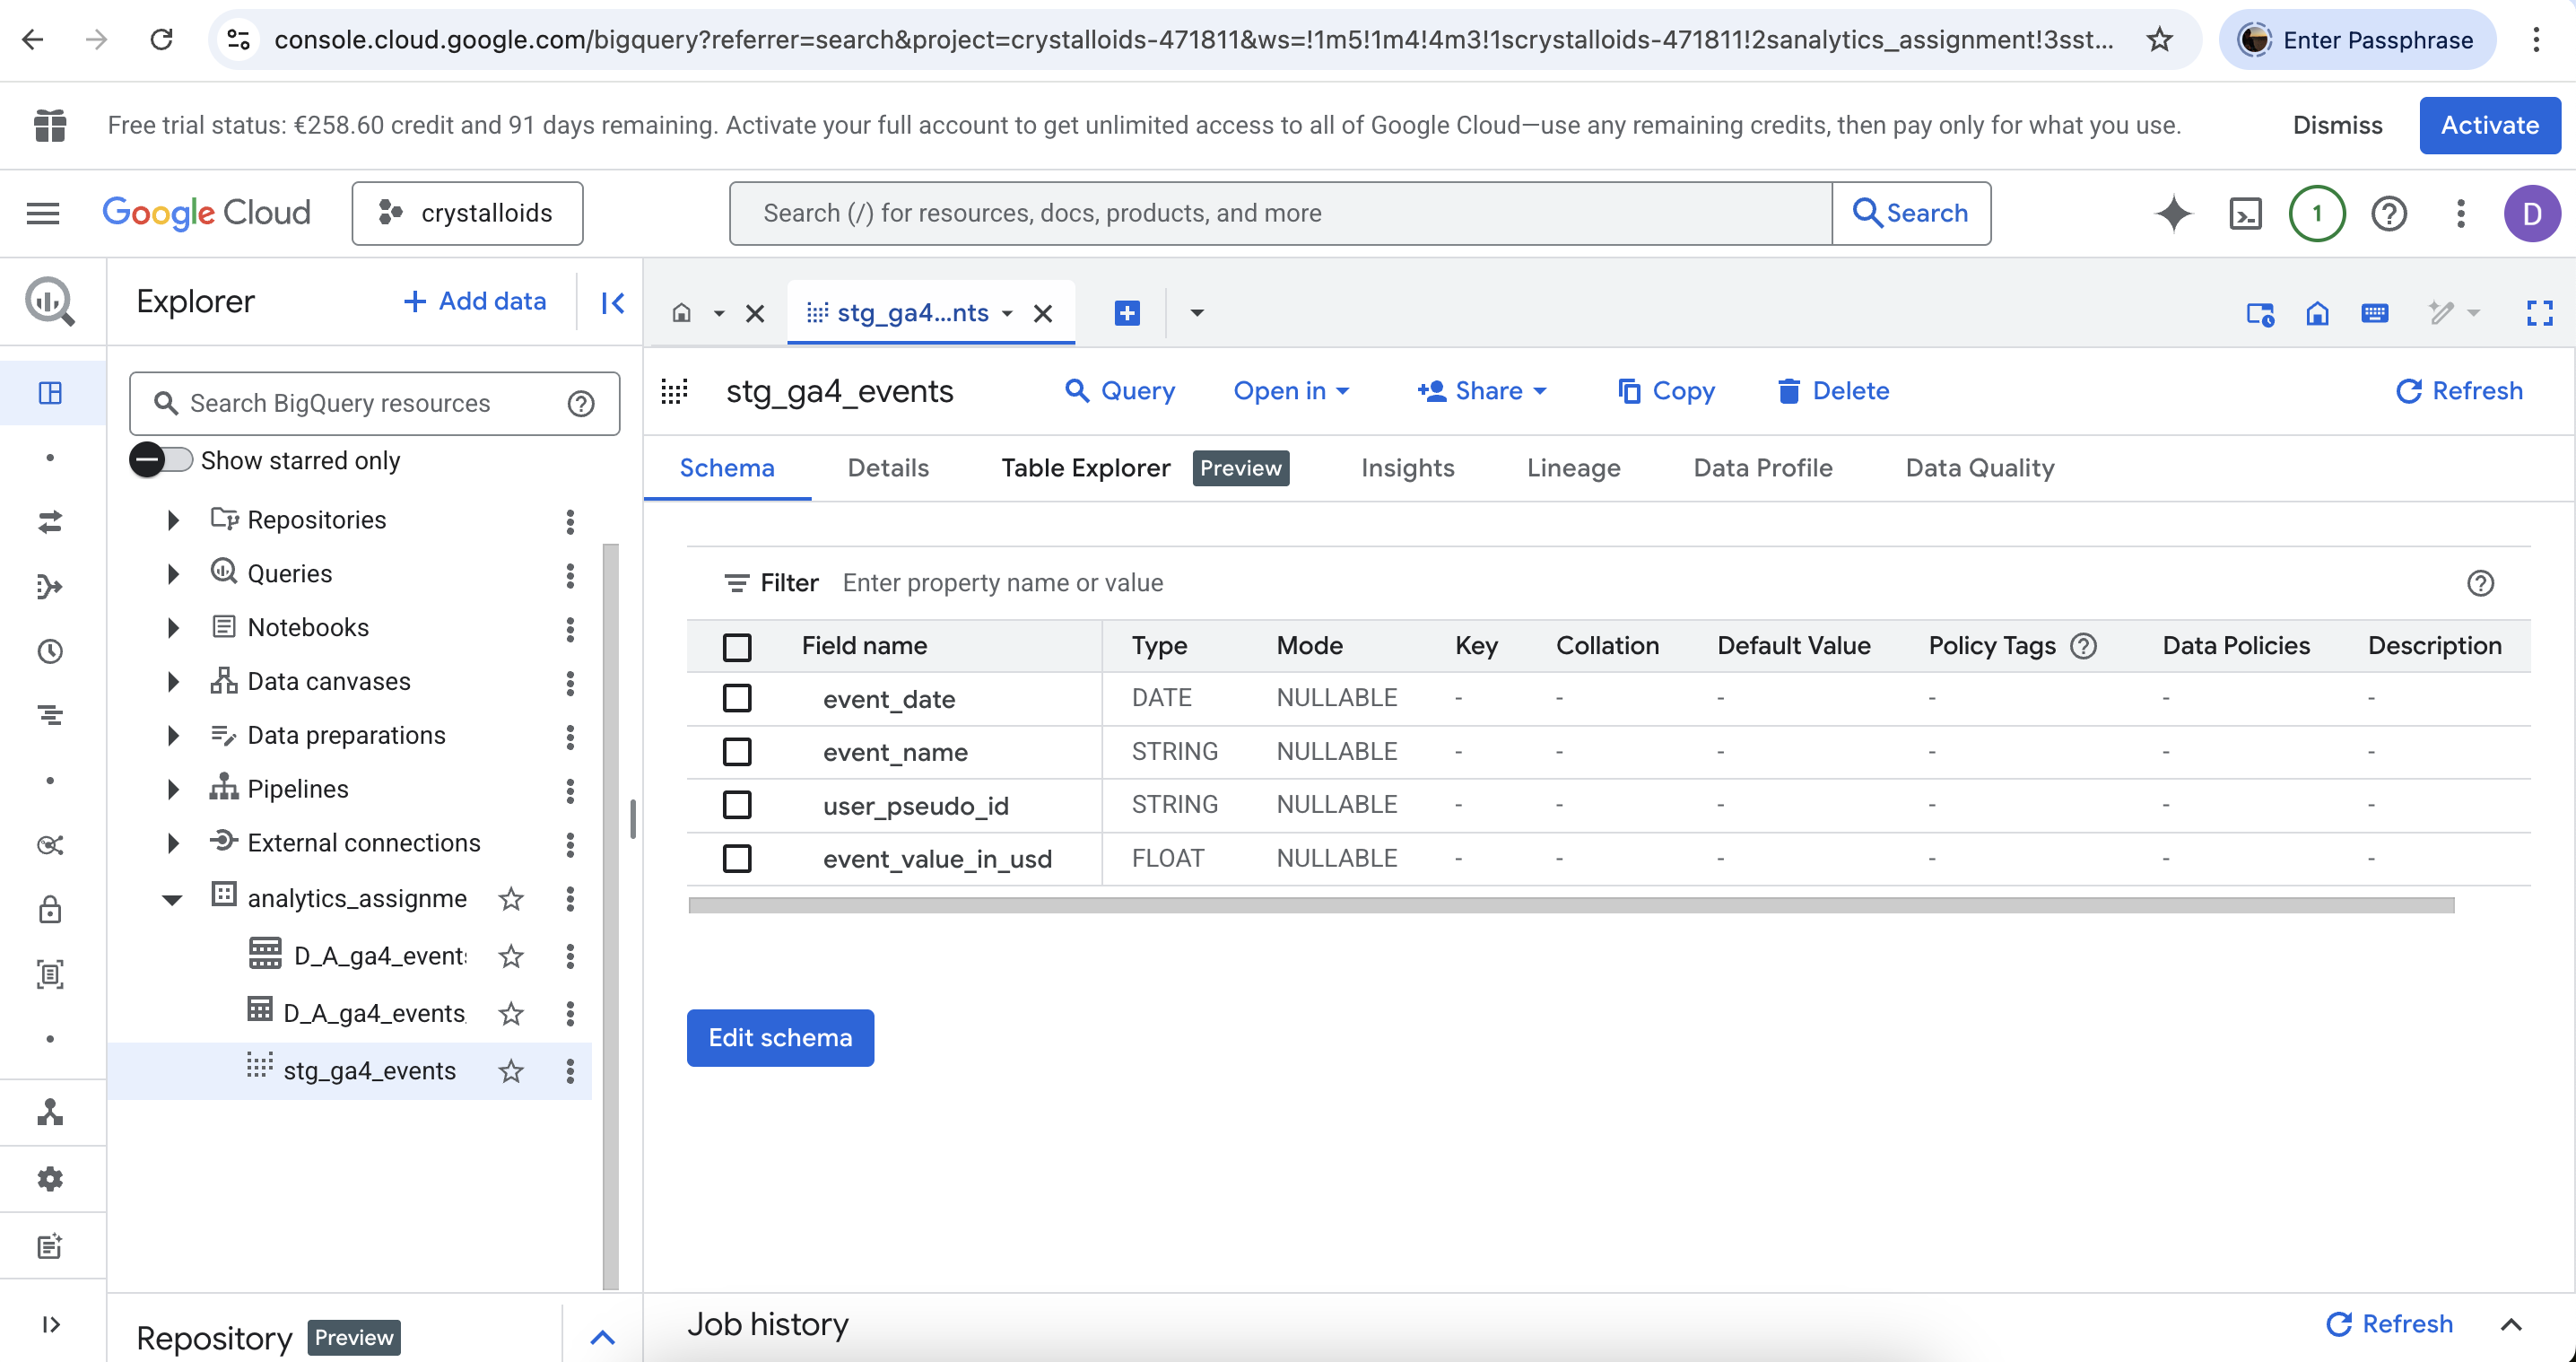 console.cloud.google.com/bigquery?referrer=search&project=crystalloids-471811&ws=!1m5!1m4!4m3!1scrystalloids-471811!2sanalytics_assignment!3sst...
Enter Passphrase
Free trial status: €258.60 credit and 91 days remaining. Activate your full account to get unlimited access to all of Google Cloud—use any remaining credits, then pay only for what you use.
Dismiss
Activate
Google Cloud
crystalloids
Search (/) for resources, docs, products, and more
Search
1
D
Explorer
+ Add data
stg_ga4...nts
stg_ga4_events
Query
Open in
Share
Copy
Delete
Refresh
Search BigQuery resources
Show starred only
Repositories
Queries
Notebooks
Data canvases
Data preparations
Pipelines
External connections
analytics_assignme
D_A_ga4_events
D_A_ga4_events_
stg_ga4_events
Schema
Details
Table Explorer Preview
Insights
Lineage
Data Profile
Data Quality
Filter Enter property name or value
Field name Type Mode Key Collation Default Value Policy Tags Data Policies Description
event_date DATE NULLABLE - - - - - -
event_name STRING NULLABLE - - - - - -
user_pseudo_id STRING NULLABLE - - - - - -
event_value_in_usd FLOAT NULLABLE - - - - - -
Edit schema
Repository Preview
Job history
Refresh